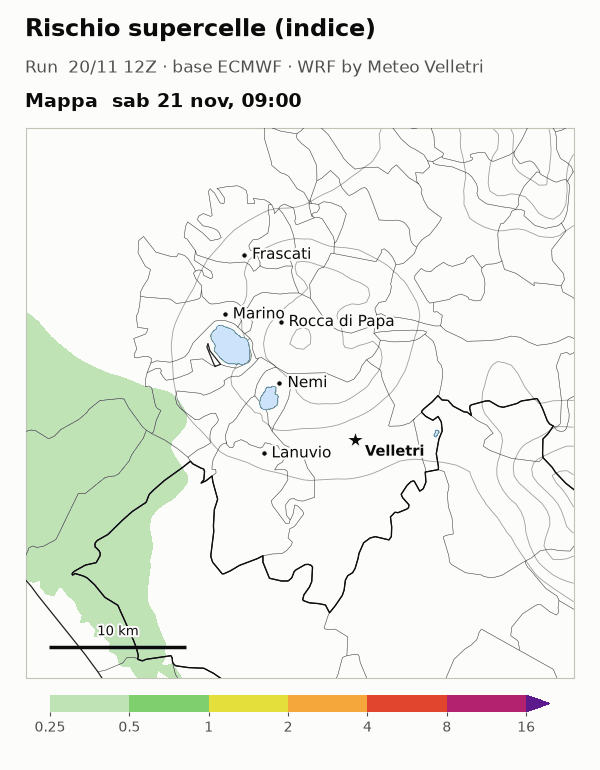 Rischio supercelle (indice)
Run  20/11 12Z · base ECMWF · WRF by Meteo Velletri
Mappa  sab 21 nov, 09:00
Frascati
Marino
Rocca di Papa
Nemi
Velletri
Lanuvio
10 km
0.25 0.5 1 2 4 8 16